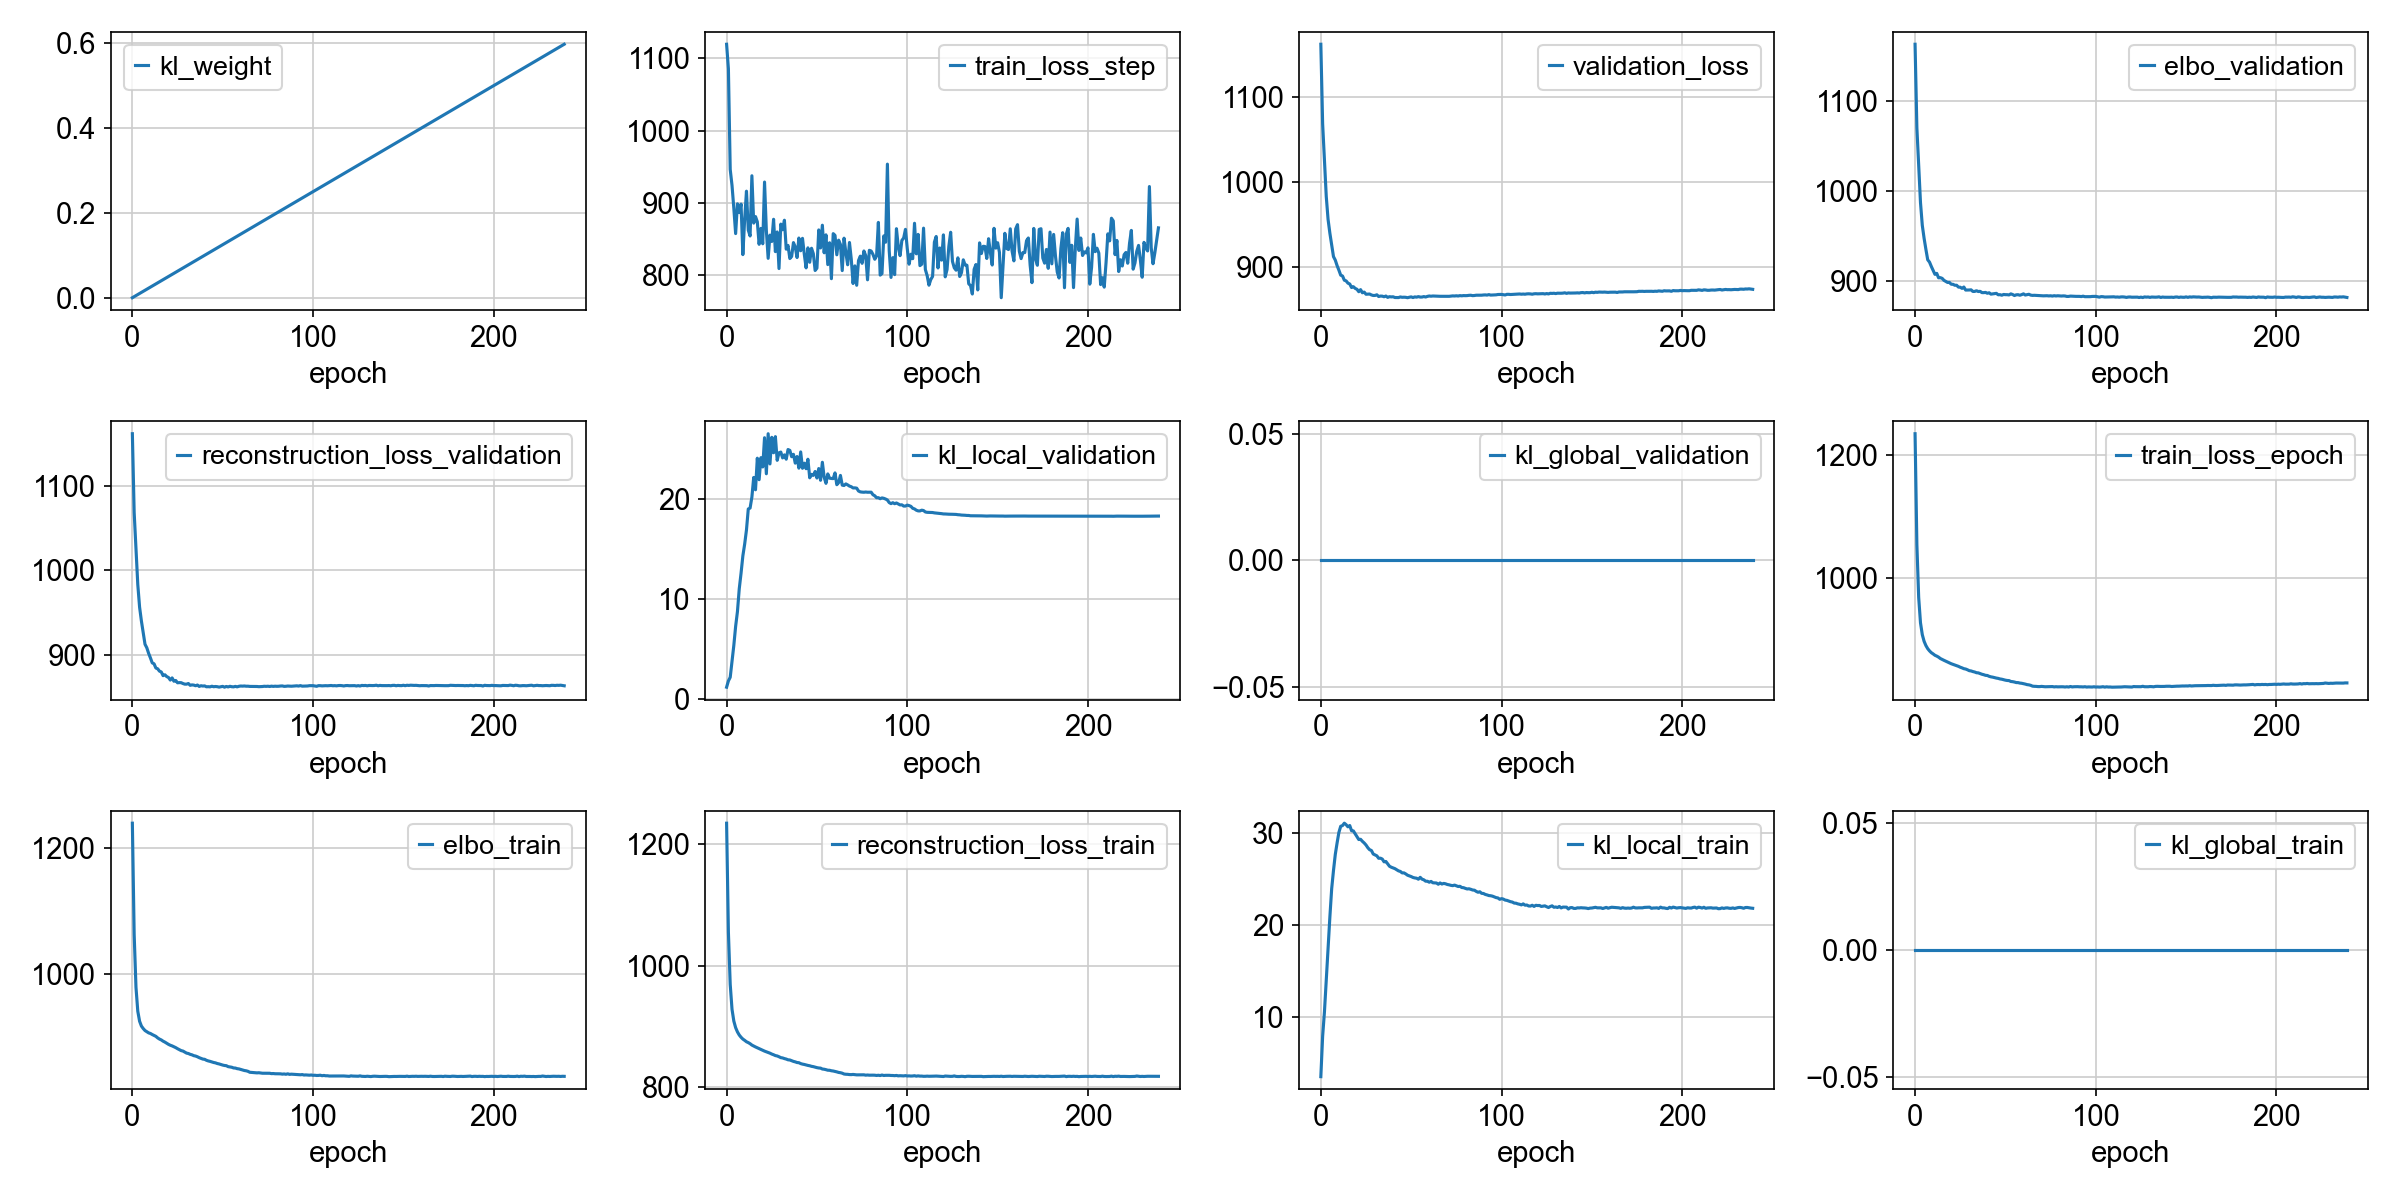 0.6
0.4
0.2
0.0
kl_weight
0 100 200
epoch
1100
1000
900
800
train_loss_step
0 100 200
epoch
1100
1000
900
validation_loss
0 100 200
epoch
1100
1000
900
elbo_validation
0 100 200
epoch
1100
1000
900
reconstruction_loss_validation
0 100 200
epoch
20
10
0
kl_local_validation
0 100 200
epoch
0.05
0.00
−0.05
kl_global_validation
0 100 200
epoch
1200
1000
train_loss_epoch
0 100 200
epoch
1200
1000
elbo_train
0 100 200
epoch
1200
1000
800
reconstruction_loss_train
0 100 200
epoch
30
20
10
kl_local_train
0 100 200
epoch
0.05
0.00
−0.05
kl_global_train
0 100 200
epoch